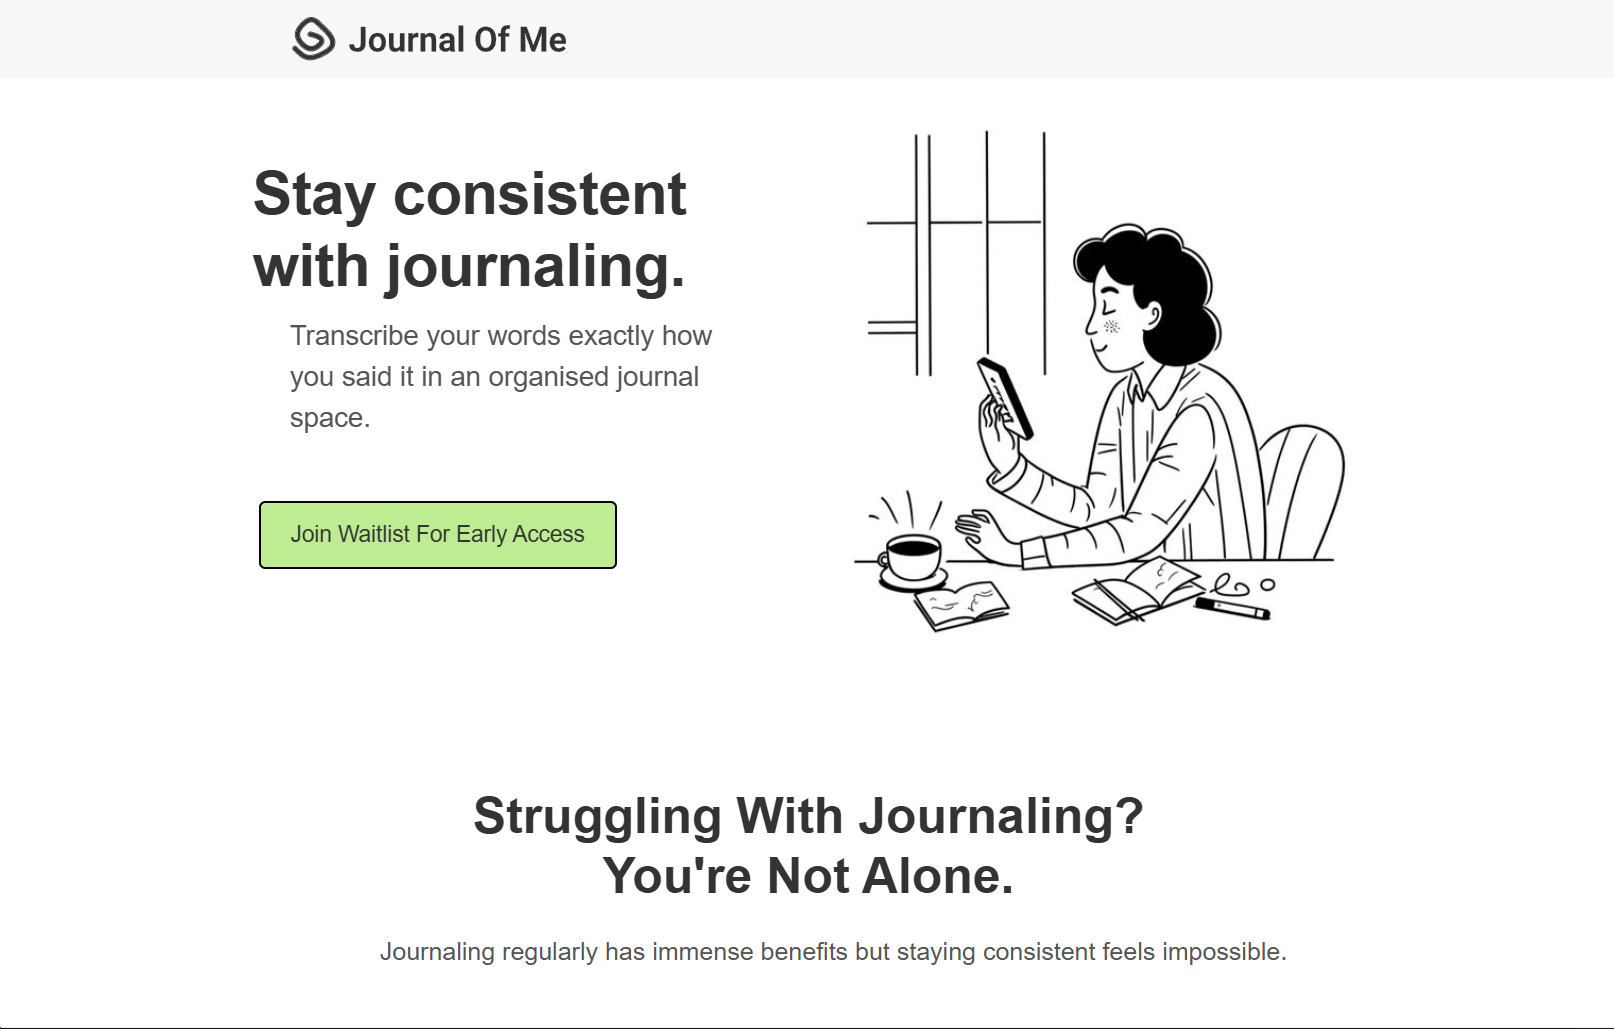 Journal Of Me
Stay consistent
with journaling.
Transcribe your words exactly how
you said it in an organised journal
space.
Join Waitlist For Early Access
Struggling With Journaling?
You're Not Alone.
Journaling regularly has immense benefits but staying consistent feels impossible.